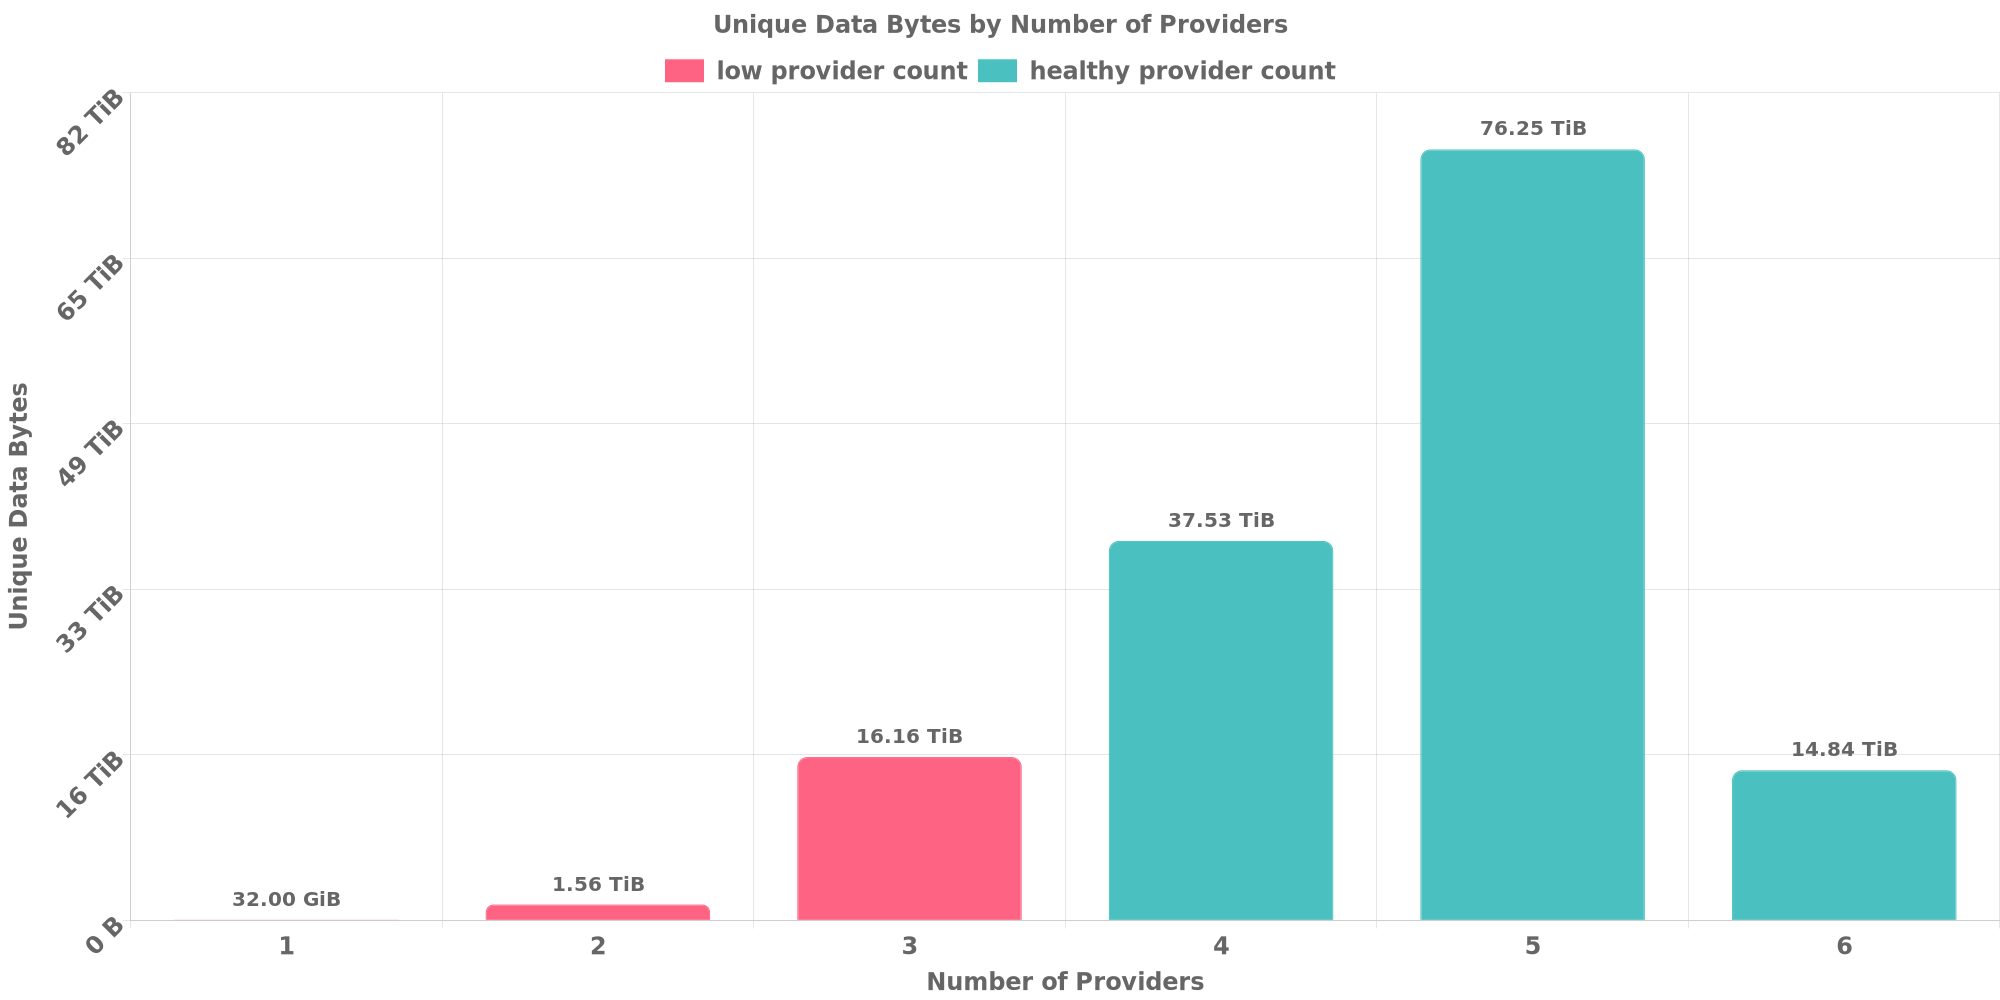 Unique Data Bytes by Number of Providers
low provider count
healthy provider count
Unique Data Bytes
82 TiB
65 TiB
49 TiB
33 TiB
16 TiB
0 B
32.00 GiB
1.56 TiB
16.16 TiB
37.53 TiB
76.25 TiB
14.84 TiB
1
2
3
4
5
6
Number of Providers